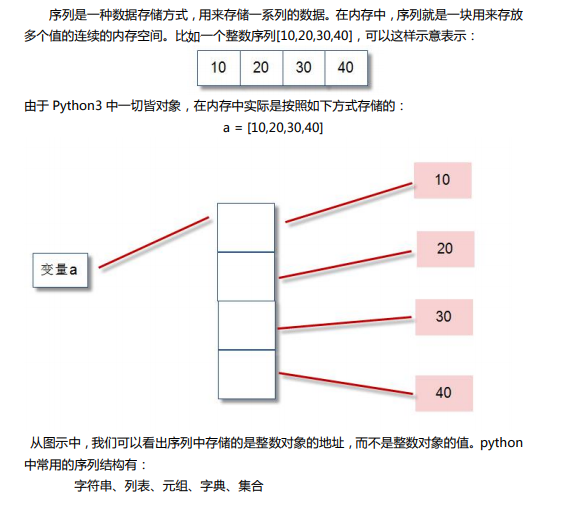 序列是一种数据存储方式，用来存储一系列的数据。在内存中，序列就是一块用来存放
多个值的连续的内存空间。比如一个整数序列[10,20,30,40]，可以这样示意表示：
10 20 30 40
由于 Python3 中一切皆对象，在内存中实际是按照如下方式存储的：
a = [10,20,30,40]
10
20
变量a
30
40
从图示中，我们可以看出序列中存储的是整数对象的地址，而不是整数对象的值。python
中常用的序列结构有：
字符串、列表、元组、字典、集合